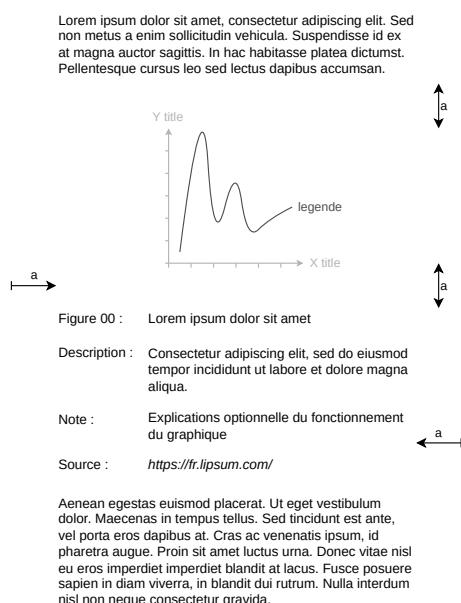 Lorem ipsum dolor sit amet, consectetur adipiscing elit. Sed
non metus a enim sollicitudin vehicula. Suspendisse id ex
at magna auctor sagittis. In hac habitasse platea dictumst.
Pellentesque cursus leo sed lectus dapibus accumsan.
a
Y title
legende
X title
a
a
Figure 00 : Lorem ipsum dolor sit amet
Description : Consectetur adipiscing elit, sed do eiusmod
tempor incididunt ut labore et dolore magna
aliqua.
Note : Explications optionnelle du fonctionnement
du graphique
a
Source : https://fr.lipsum.com/
Aenean egestas euismod placerat. Ut eget vestibulum
dolor. Maecenas in tempus tellus. Sed tincidunt est ante,
vel porta eros dapibus at. Cras ac venenatis ipsum, id
pharetra augue. Proin sit amet luctus urna. Donec vitae nisl
eu eros imperdiet imperdiet blandit at lacus. Fusce posuere
sapien in diam viverra, in blandit dui rutrum. Nulla interdum
nisl non neque consectetur gravida.